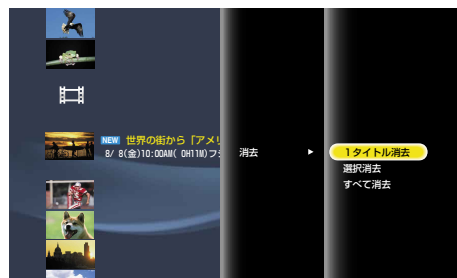 NEW 世界の街から「アメリ
8/ 8(金)10:00AM( 0H11M)フラ
消去 ▶
1タイトル消去
選択消去
すべて消去